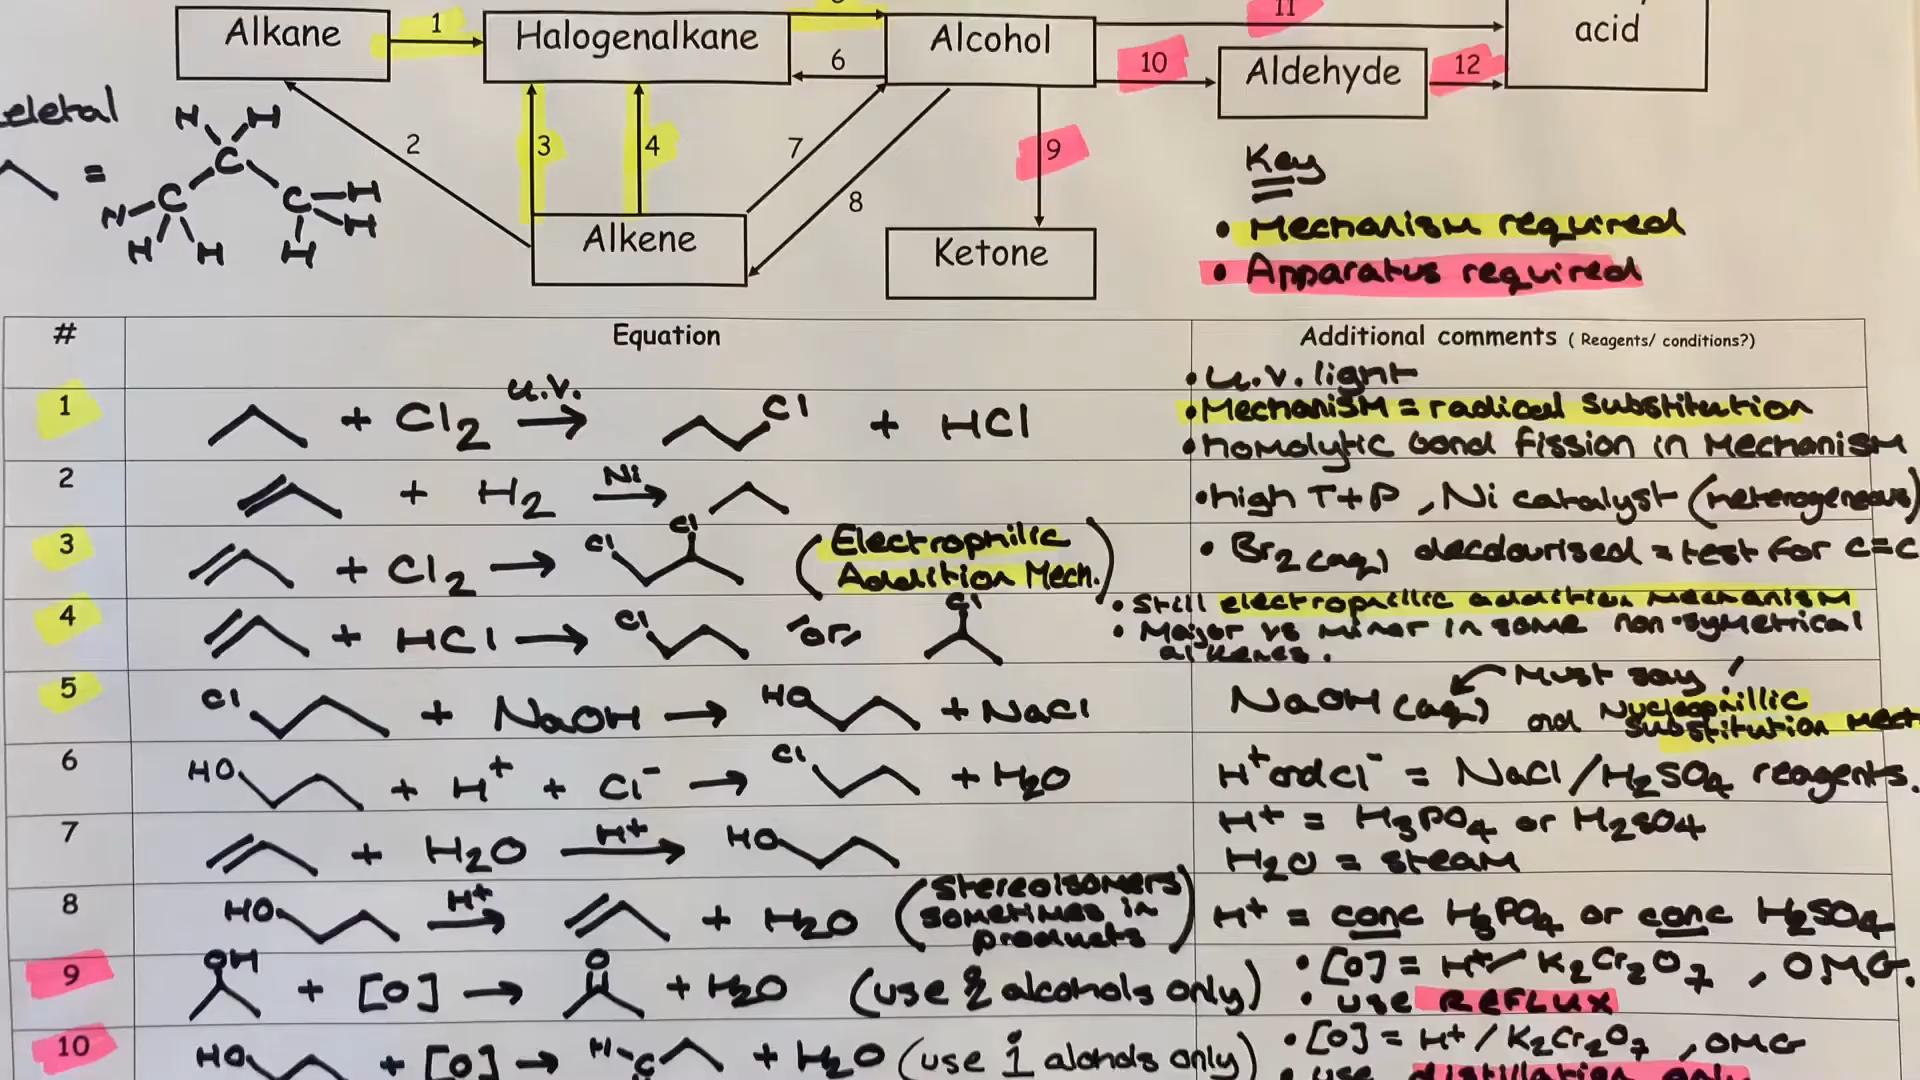 11
Alkane
1
Halogenalkane
Alcohol
acid
6
10
Aldehyde
12
H H
C
C C H
H H
H H H
=
2
3
4
7
8
9
Key
Alkene
Ketone
• Mechanism required
• Apparatus required
# Equation Additional comments ( Reagents/ conditions?)
• u.v. light
1 + Cl2 u.v. → Cl + HCl • Mechanism = radical substitution
• homolytic bond fission in mechanism
2 + H2 Ni → • high T+P , Ni catalyst (heterogeneous)
3 + Cl2 → Cl Cl (Electrophilic Addition Mech.) • Br2(aq) decolourised = test for C=C
4 + HCl → Cl "or" Cl • Still electrophillic addition mechanism
• Major vs minor in some non-symetrical alkenes.
5 Cl + NaOH → HO + NaCl NaOH (aq) ← Must say !
and Nucleophillic substitution Mech
6 HO + H+ + Cl- → Cl + H2O H+ and Cl- = NaCl / H2SO4 reagents.
7 + H2O H+ → HO H+ = H3PO4 or H2SO4
H2O = steam
8 HO H+ → + H2O (Stereoisomers sometimes in products) H+ = conc H3PO4 or conc H2SO4
9 OH + [O] → O + H2O (use 2 alcohols only) • [O] = H+/ K2Cr2O7 , OMG.
• use REFLUX
10 HO + [O] → H C + H2O (use 1 alcohols only) • [O] = H+ / K2Cr2O7 , OMG
• use distillation only